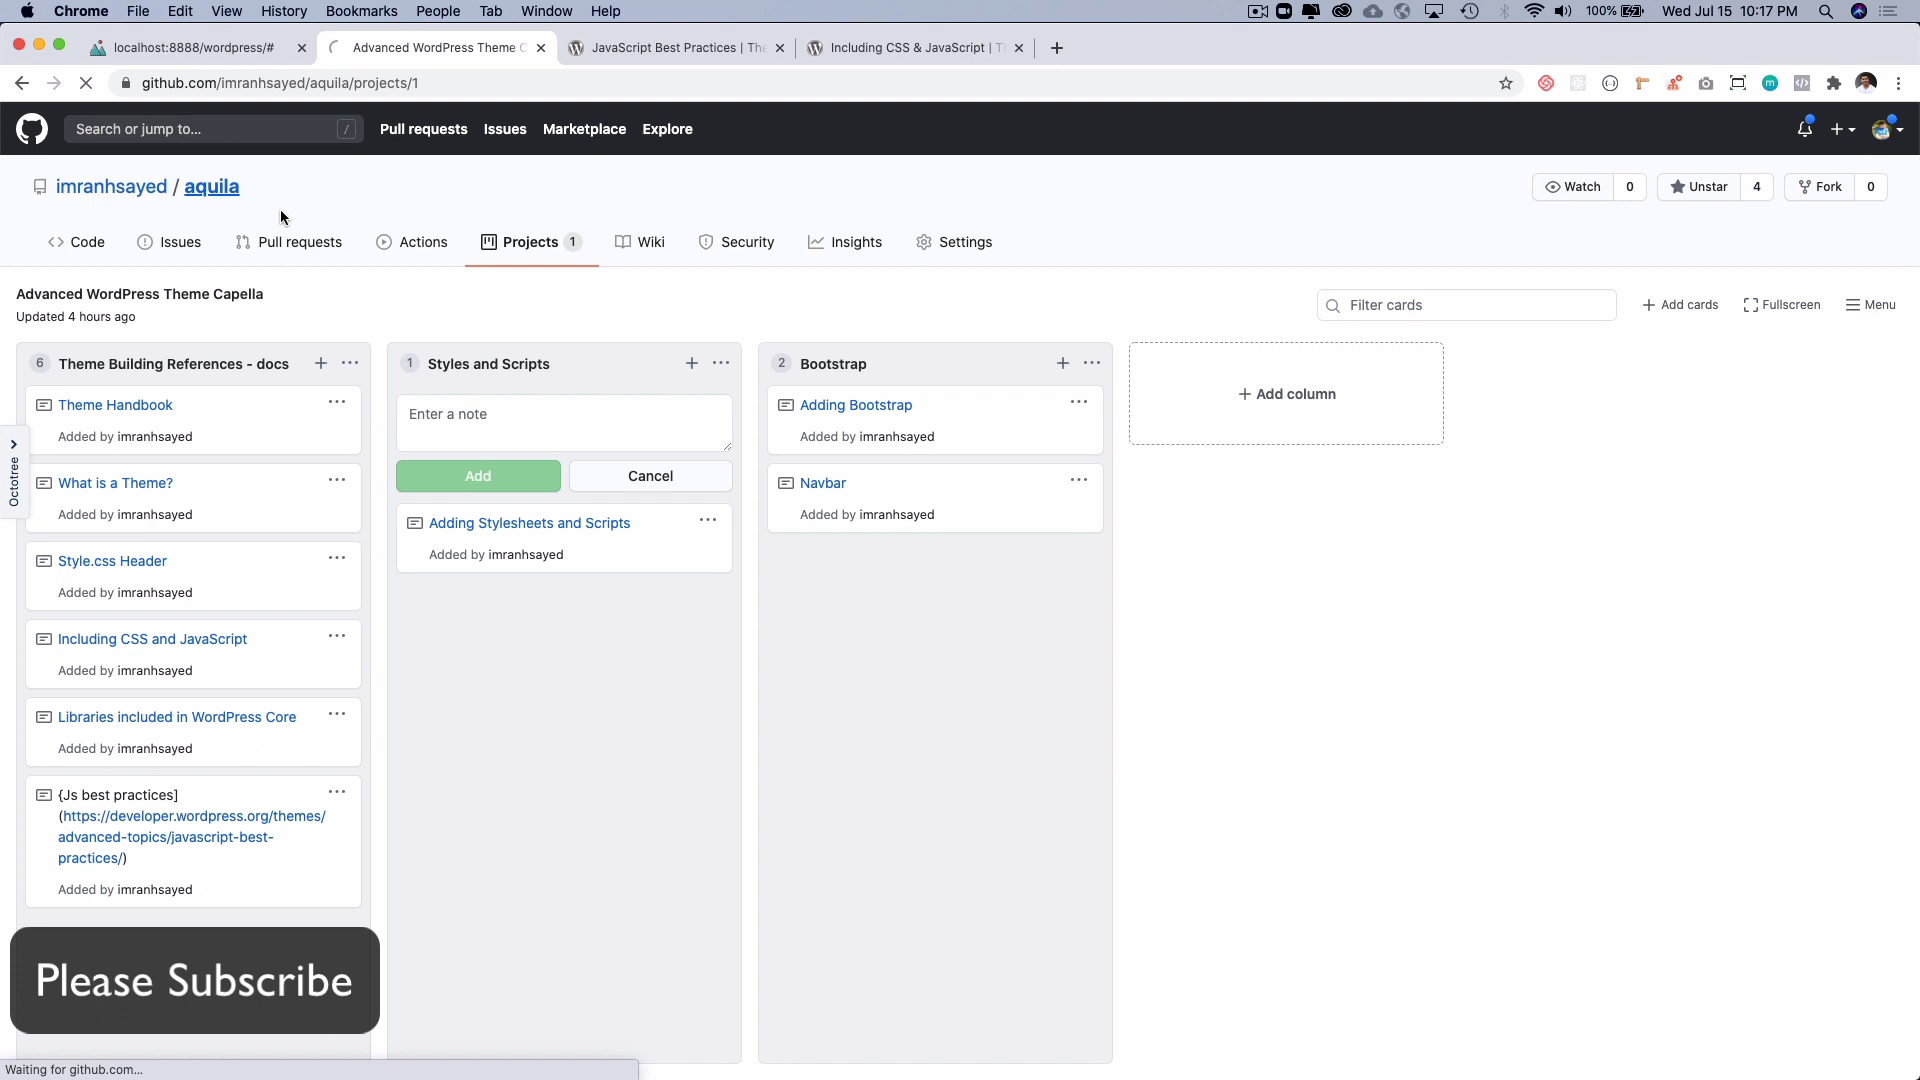 Chrome File Edit View History Bookmarks People Tab Window Help 100% Wed Jul 15 10:17 PM
localhost:8888/wordpress/# Advanced WordPress Theme C JavaScript Best Practices | The Including CSS & JavaScript | Th
github.com/imranhsayed/aquila/projects/1
Search or jump to... / Pull requests Issues Marketplace Explore
imranhsayed / aquila Watch 0 Unstar 4 Fork 0
Code Issues Pull requests Actions Projects 1 Wiki Security Insights Settings
Advanced WordPress Theme Capella
Updated 4 hours ago
Filter cards Add cards Fullscreen Menu
6 Theme Building References - docs
Theme Handbook
Added by imranhsayed
What is a Theme?
Added by imranhsayed
Style.css Header
Added by imranhsayed
Including CSS and JavaScript
Added by imranhsayed
Libraries included in WordPress Core
Added by imranhsayed
{Js best practices]
(https://developer.wordpress.org/themes/
advanced-topics/javascript-best-
practices/)
Added by imranhsayed
1 Styles and Scripts
Enter a note
Add Cancel
Adding Stylesheets and Scripts
Added by imranhsayed
2 Bootstrap
Adding Bootstrap
Added by imranhsayed
Navbar
Added by imranhsayed
+ Add column
Octotree
Please Subscribe
Waiting for github.com...